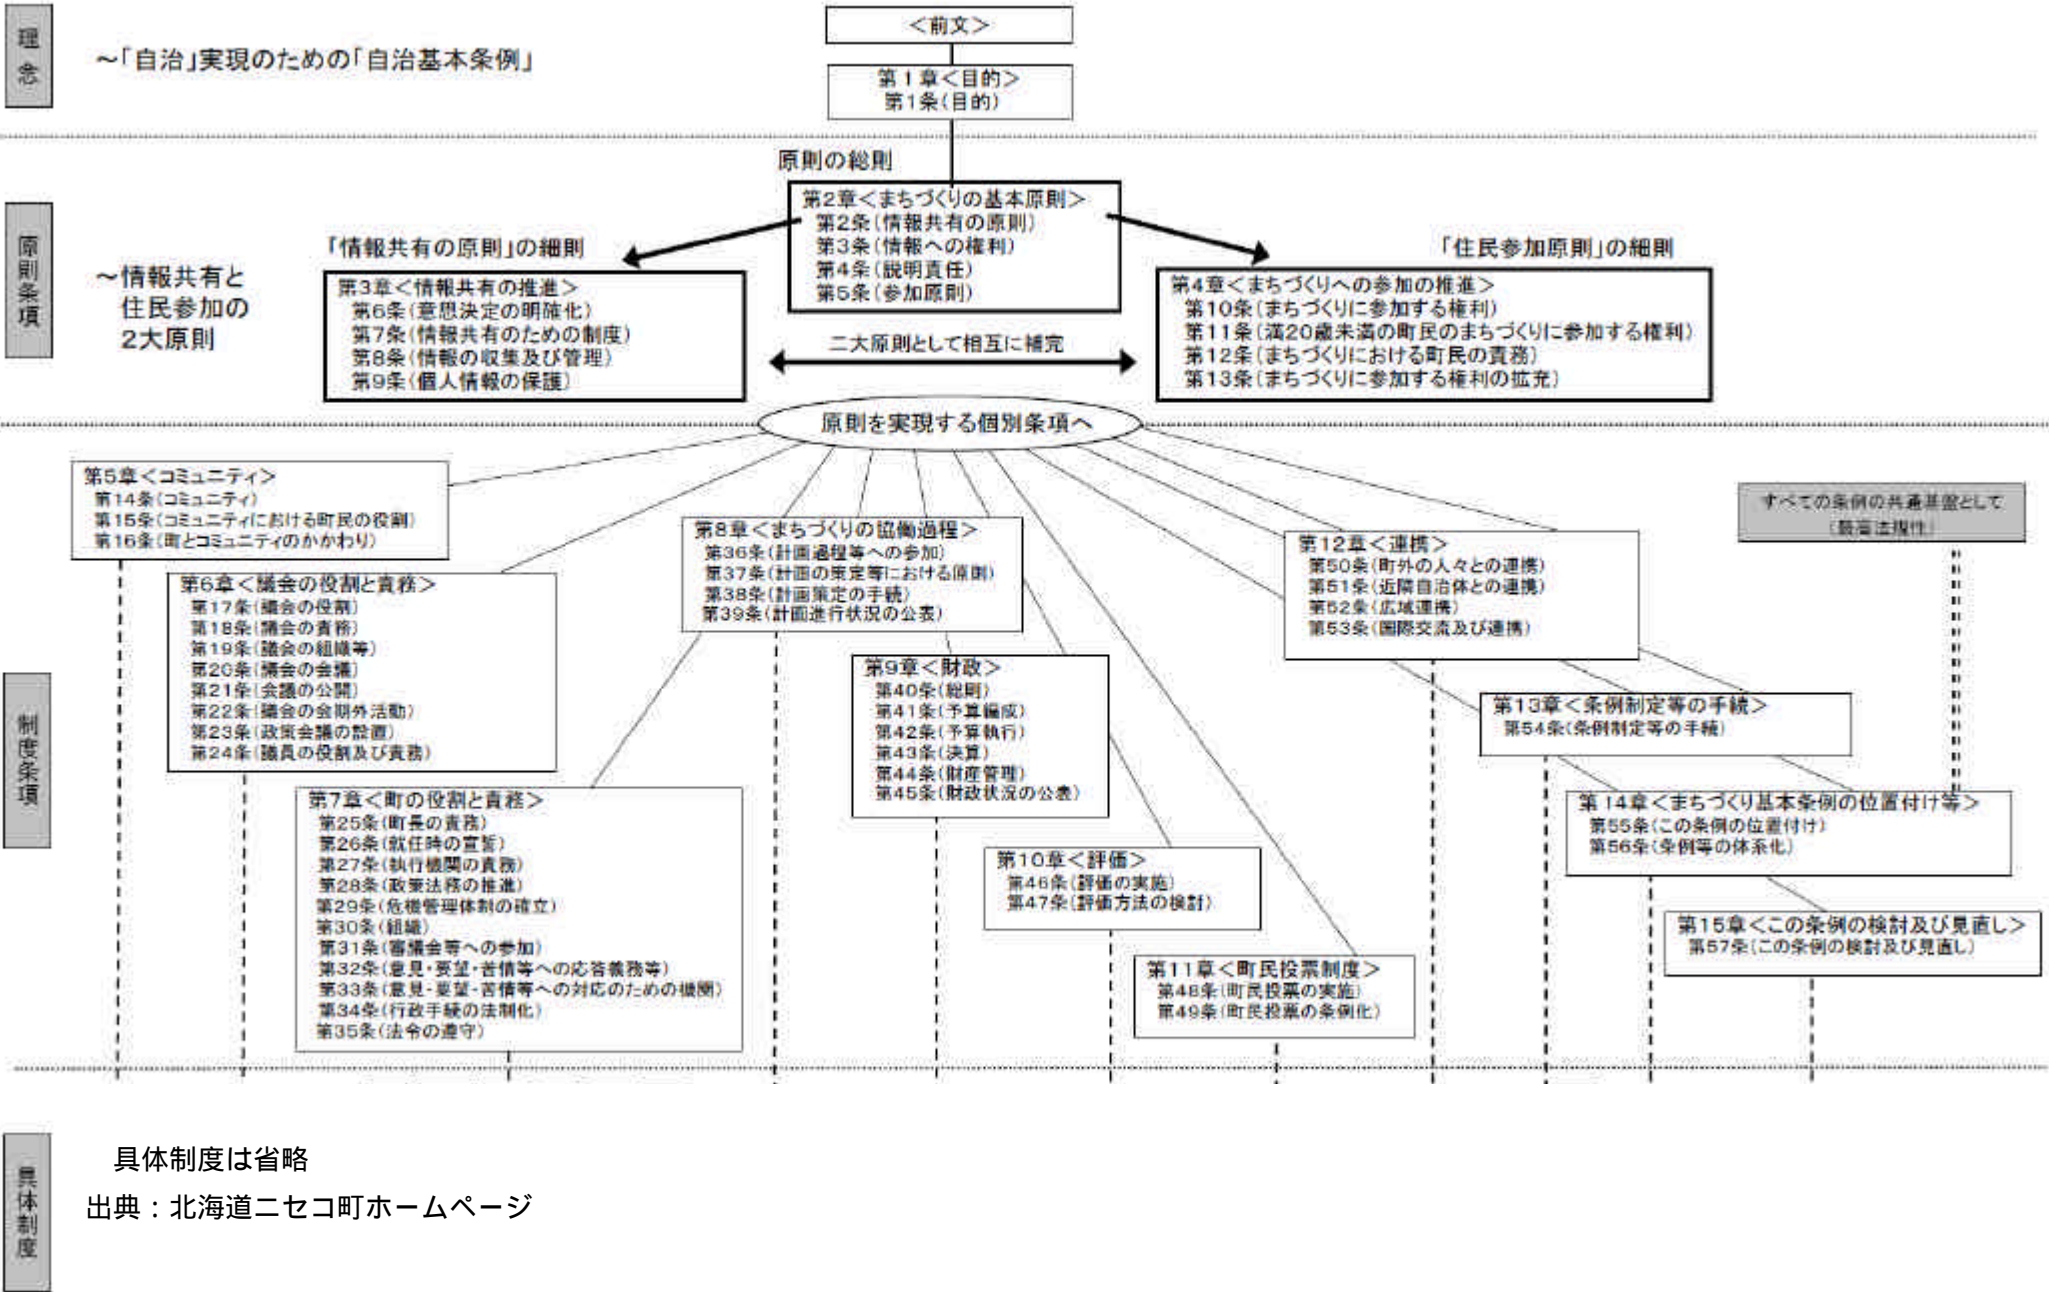 理念
～「自治」実現のための「自治基本条例」
＜前文＞
第１章＜目的＞
第1条（目的）
原則条項
～情報共有と
住民参加の
2大原則
原則の総則
第2章＜まちづくりの基本原則＞
第2条（情報共有の原則）
第3条（情報への権利）
第4条（説明責任）
第5条（参加原則）
「情報共有の原則」の細則
第3章＜情報共有の推進＞
第6条（意思決定の明確化）
第7条（情報共有のための制度）
第8条（情報の収集及び管理）
第9条（個人情報の保護）
「住民参加原則」の細則
第4章＜まちづくりへの参加の推進＞
第10条（まちづくりに参加する権利）
第11条（満20歳未満の町民のまちづくりに参加する権利）
第12条（まちづくりにおける町民の責務）
第13条（まちづくりに参加する権利の拡充）
二大原則として相互に補完
原則を実現する個別条項へ
制度条項
第5章＜コミュニティ＞
第14条（コミュニティ）
第15条（コミュニティにおける町民の役割）
第16条（町とコミュニティのかかわり）
第6章＜議会の役割と責務＞
第17条（議会の役割）
第18条（議会の責務）
第19条（議会の組織等）
第20条（議会の会議）
第21条（会議の公開）
第22条（議会の会期外活動）
第23条（政策会議の設置）
第24条（議員の役割及び責務）
第7章＜町の役割と責務＞
第25条（町長の責務）
第26条（就任時の宣誓）
第27条（執行機関の責務）
第28条（政策法務の推進）
第29条（危機管理体制の確立）
第30条（組織）
第31条（審議会等への参加）
第32条（意見・要望・苦情等への応答義務等）
第33条（意見・要望・苦情等への対応のための機関）
第34条（行政手続の法制化）
第35条（法令の遵守）
第8章＜まちづくりの協働過程＞
第36条（計画過程等への参加）
第37条（計画の策定等における原則）
第38条（計画策定の手続）
第39条（計画進行状況の公表）
第9章＜財政＞
第40条（総則）
第41条（予算編成）
第42条（予算執行）
第43条（決算）
第44条（財産管理）
第45条（財政状況の公表）
第10章＜評価＞
第46条（評価の実施）
第47条（評価方法の検討）
第11章＜町民投票制度＞
第48条（町民投票の実施）
第49条（町民投票の条例化）
第12章＜連携＞
第50条（町外の人々との連携）
第51条（近隣自治体との連携）
第52条（広域連携）
第53条（国際交流及び連携）
すべての条例の共通基盤として
（最高法規性）
第13章＜条例制定等の手続＞
第54条（条例制定等の手続）
第14章＜まちづくり基本条例の位置付け等＞
第55条（この条例の位置付け）
第56条（条例等の体系化）
第15章＜この条例の検討及び見直し＞
第57条（この条例の検討及び見直し）
具体制度
具体制度は省略
出典：北海道ニセコ町ホームページ